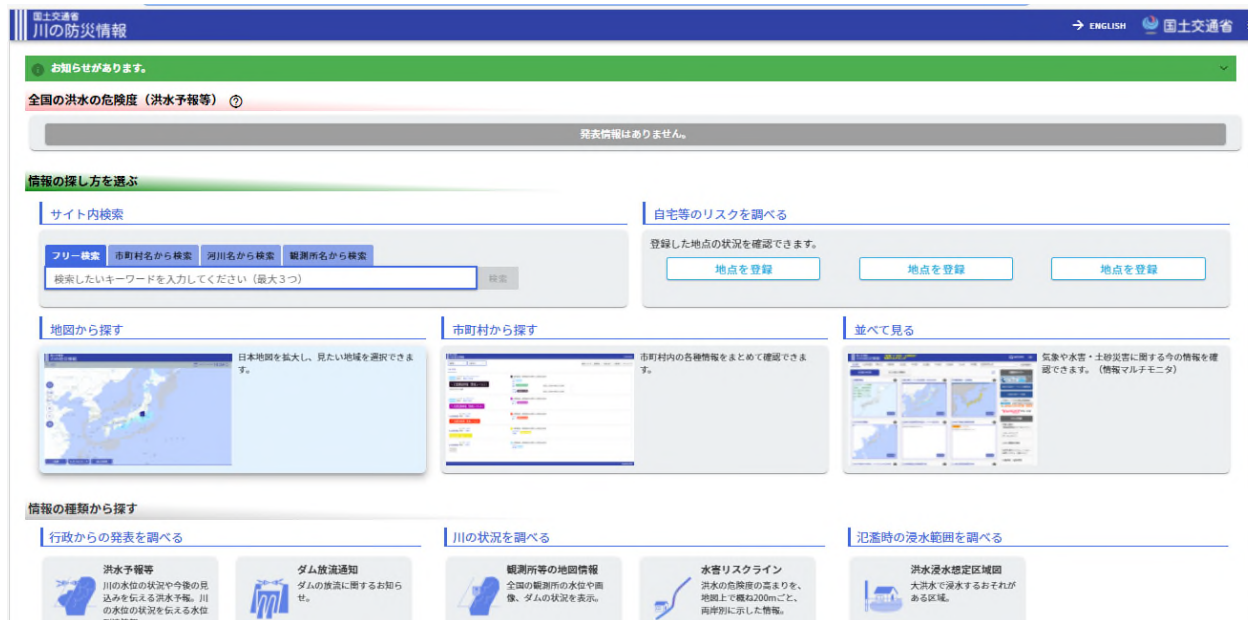 国土交通省
川の防災情報
→ ENGLISH
国土交通省
お知らせがあります。
全国の洪水の危険度（洪水予報等）
発表情報はありません。
情報の探し方を選ぶ
サイト内検索
自宅等のリスクを調べる
フリー検索 市町村名から検索 河川名から検索 観測所名から検索
検索したいキーワードを入力してください（最大３つ）
検索
登録した地点の状況を確認できます。
地点を登録 地点を登録 地点を登録
地図から探す
日本地図を拡大し、見たい地域を選択できま
す。
市町村から探す
市町村内の各種情報をまとめて確認できま
す。
並べて見る
気象や水害・土砂災害に関する今の情報を確
認できます。（情報マルチモニタ）
情報の種類から探す
行政からの発表を調べる
洪水予報等
川の水位の状況や今後の見
込みを伝える洪水予報。川
の水位の状況を伝える水位
ダム放流通知
ダムの放流に関するお知ら
せ。
川の状況を調べる
観測所等の地図情報
全国の観測所の水位や画
像、ダムの状況を表示。
水害リスクライン
洪水の危険度の高まりを、
地図上で概ね200mごと、
両岸別に示した情報。
氾濫時の浸水範囲を調べる
洪水浸水想定区域図
大洪水で浸水するおそれが
ある区域。